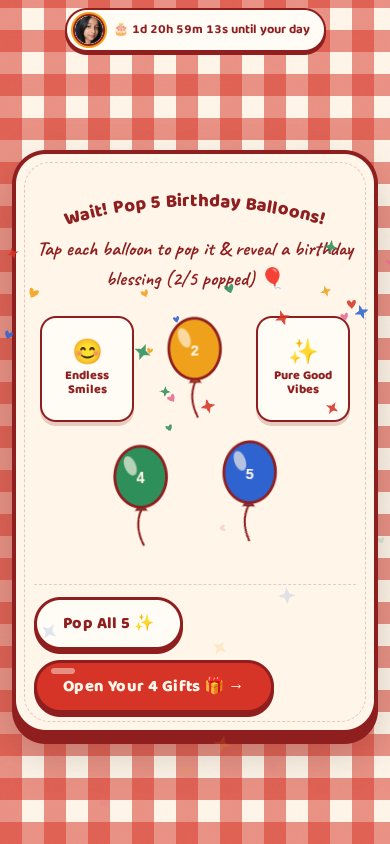 🎂 1d 20h 59m 13s until your day
Wait! Pop 5 Birthday Balloons!
Tap each balloon to pop it & reveal a birthday
blessing (2/5 popped) 🎈
😊
Endless
Smiles
2
✨
Pure Good
Vibes
4
5
Pop All 5 ✨
Open Your 4 Gifts 🎁 →